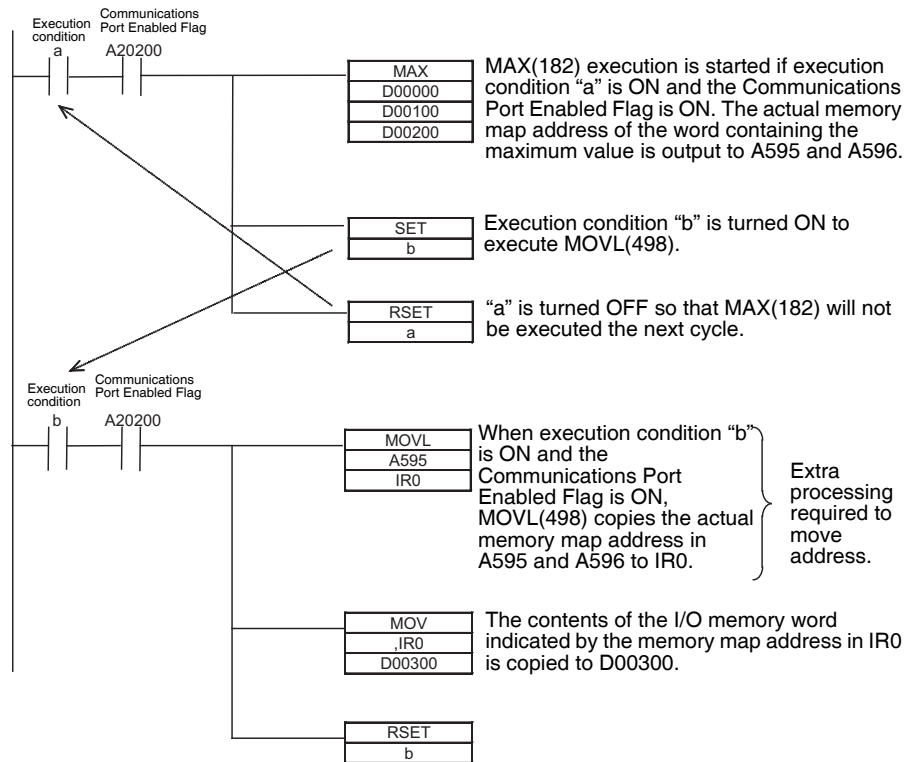 Execution
condition
a
Communications
Port Enabled Flag
A20200
MAX
D00000
D00100
D00200
MAX(182) execution is started if execution
condition “a” is ON and the Communications
Port Enabled Flag is ON. The actual memory
map address of the word containing the
maximum value is output to A595 and A596.
SET
b
Execution condition “b” is turned ON to
execute MOVL(498).
RSET
a
“a” is turned OFF so that MAX(182) will not
be executed the next cycle.
Execution
condition
b
Communications
Port Enabled Flag
A20200
MOVL
A595
IR0
When execution condition “b”
is ON and the
Communications Port
Enabled Flag is ON,
MOVL(498) copies the actual
memory map address in
A595 and A596 to IR0.
Extra
processing
required to
move
address.
MOV
,IR0
D00300
The contents of the I/O memory word
indicated by the memory map address in IR0
is copied to D00300.
RSET
b